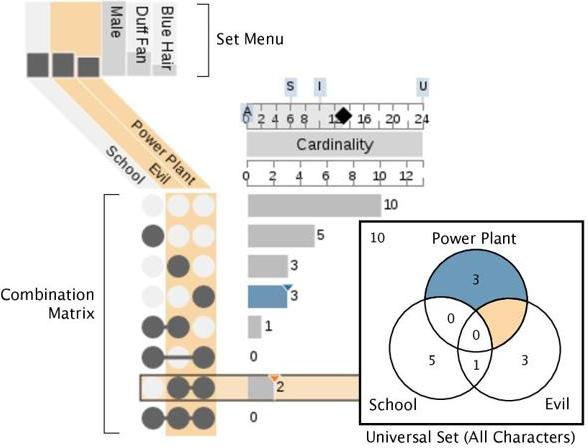 Male
Duff Fan
Blue Hair
Set Menu
School
Evil
Power Plant
S I U
A
0 2 4 6 8 16 20 24
Cardinality
0 2 4 6 8 10 12
Combination
Matrix
10
5
3
3
1
0
2
0
10
Power Plant
3
0
0
5
1
3
School
Evil
Universal Set (All Characters)